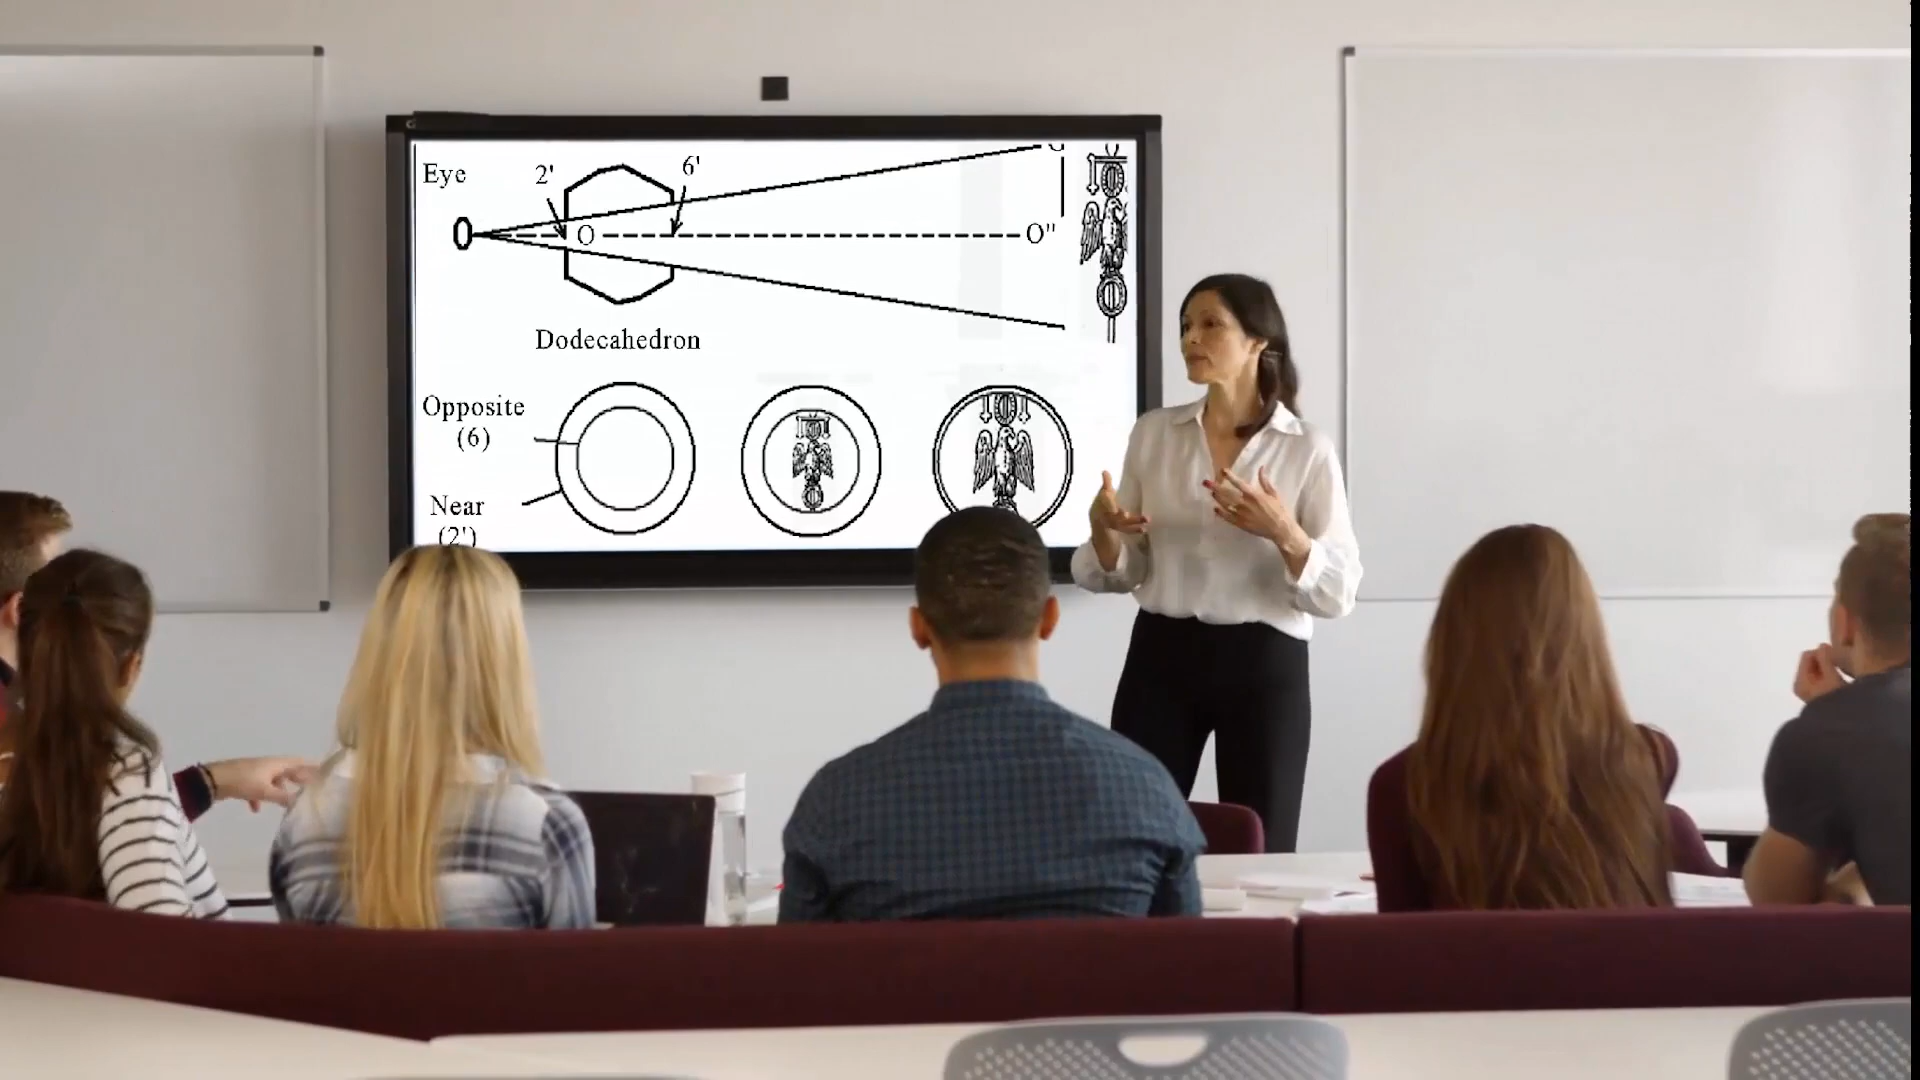 Eye
2'
6'
O
O"
Dodecahedron
Opposite
(6)
Near
(2')